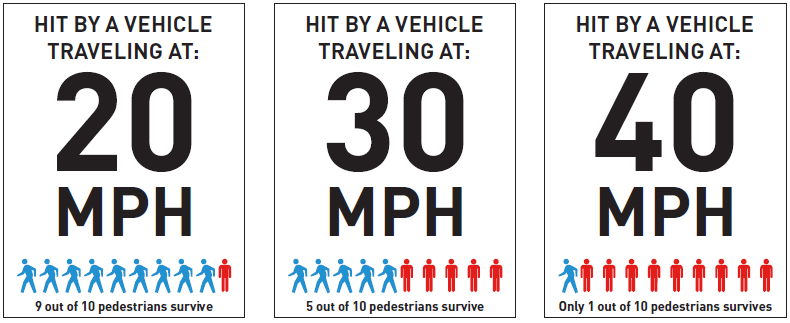 HIT BY A VEHICLE
TRAVELING AT:
20
MPH
9 out of 10 pedestrians survive
HIT BY A VEHICLE
TRAVELING AT:
30
MPH
5 out of 10 pedestrians survive
HIT BY A VEHICLE
TRAVELING AT:
40
MPH
Only 1 out of 10 pedestrians survives